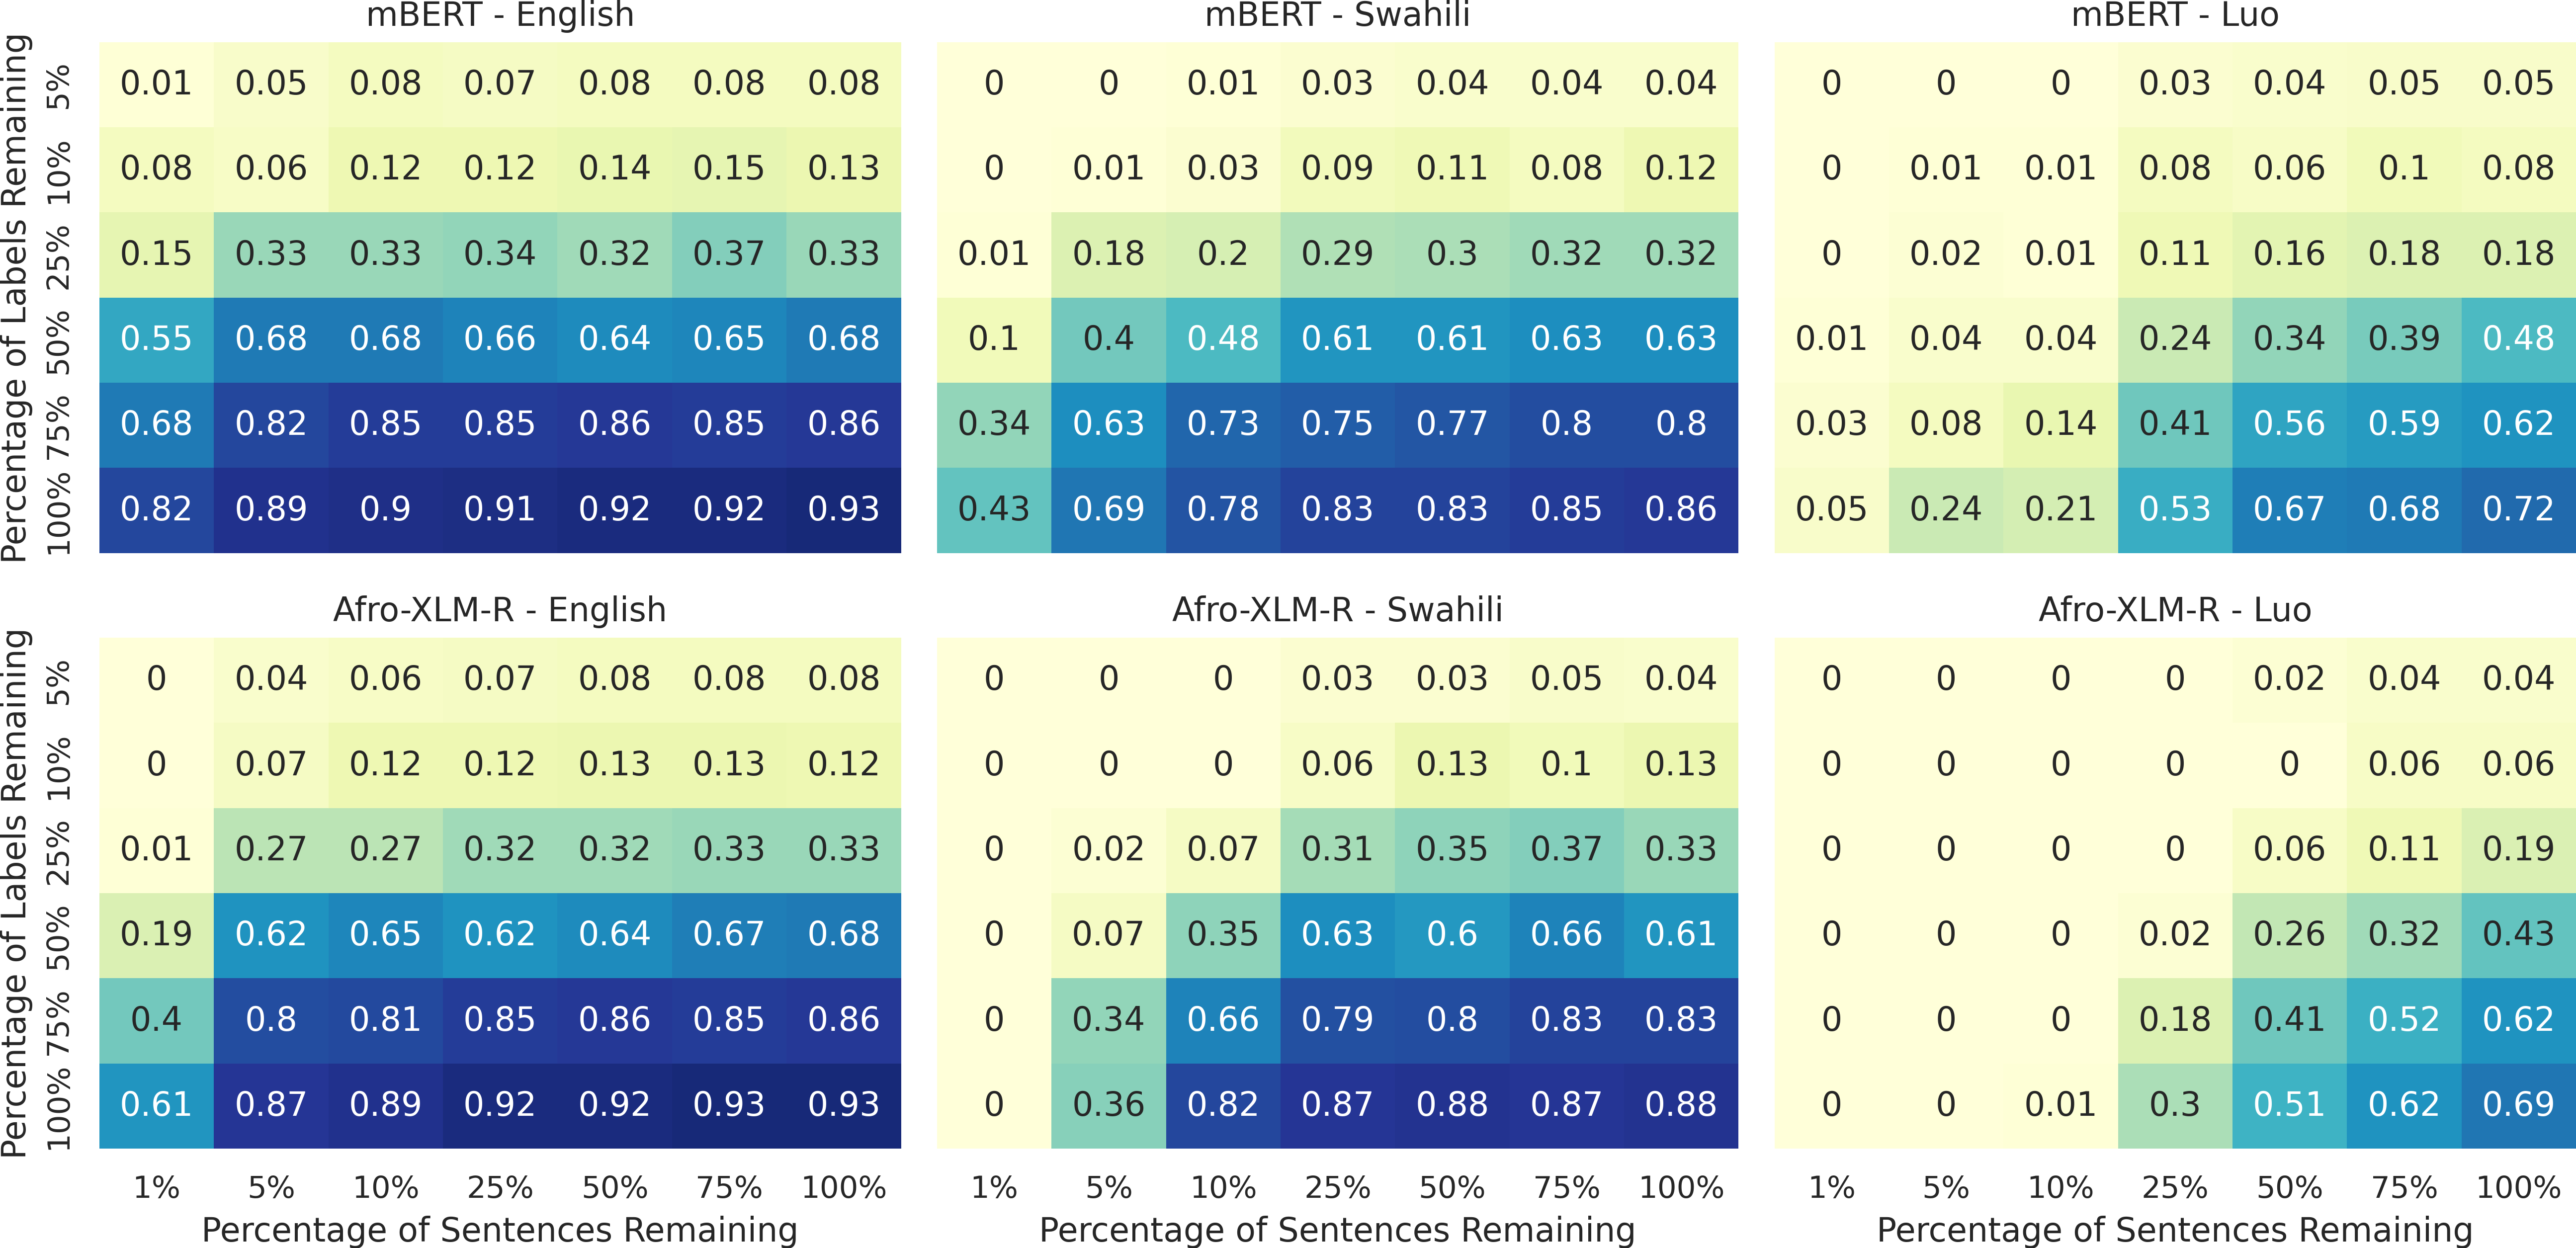 mBERT - English
mBERT - Swahili
mBERT - Luo
Percentage of Labels Remaining
5% 0.01 0.05 0.08 0.07 0.08 0.08 0.08 0 0 0.01 0.03 0.04 0.04 0.04 0 0 0 0.03 0.04 0.05 0.05
10% 0.08 0.06 0.12 0.12 0.14 0.15 0.13 0 0.01 0.03 0.09 0.11 0.08 0.12 0 0.01 0.01 0.08 0.06 0.1 0.08
25% 0.15 0.33 0.33 0.34 0.32 0.37 0.33 0.01 0.18 0.2 0.29 0.3 0.32 0.32 0 0.02 0.01 0.11 0.16 0.18 0.18
50% 0.55 0.68 0.68 0.66 0.64 0.65 0.68 0.1 0.4 0.48 0.61 0.61 0.63 0.63 0.01 0.04 0.04 0.24 0.34 0.39 0.48
75% 0.68 0.82 0.85 0.85 0.86 0.85 0.86 0.34 0.63 0.73 0.75 0.77 0.8 0.8 0.03 0.08 0.14 0.41 0.56 0.59 0.62
100% 0.82 0.89 0.9 0.91 0.92 0.92 0.93 0.43 0.69 0.78 0.83 0.83 0.85 0.86 0.05 0.24 0.21 0.53 0.67 0.68 0.72
Afro-XLM-R - English
Afro-XLM-R - Swahili
Afro-XLM-R - Luo
Percentage of Labels Remaining
5% 0 0.04 0.06 0.07 0.08 0.08 0.08 0 0 0 0.03 0.03 0.05 0.04 0 0 0 0 0.02 0.04 0.04
10% 0 0.07 0.12 0.12 0.13 0.13 0.12 0 0 0 0.06 0.13 0.1 0.13 0 0 0 0 0 0.06 0.06
25% 0.01 0.27 0.27 0.32 0.32 0.33 0.33 0 0.02 0.07 0.31 0.35 0.37 0.33 0 0 0 0 0.06 0.11 0.19
50% 0.19 0.62 0.65 0.62 0.64 0.67 0.68 0 0.07 0.35 0.63 0.6 0.66 0.61 0 0 0 0.02 0.26 0.32 0.43
75% 0.4 0.8 0.81 0.85 0.86 0.85 0.86 0 0.34 0.66 0.79 0.8 0.83 0.83 0 0 0 0.18 0.41 0.52 0.62
100% 0.61 0.87 0.89 0.92 0.92 0.93 0.93 0 0.36 0.82 0.87 0.88 0.87 0.88 0 0 0.01 0.3 0.51 0.62 0.69
1% 5% 10% 25% 50% 75% 100% 1% 5% 10% 25% 50% 75% 100% 1% 5% 10% 25% 50% 75% 100%
Percentage of Sentences Remaining
Percentage of Sentences Remaining
Percentage of Sentences Remaining